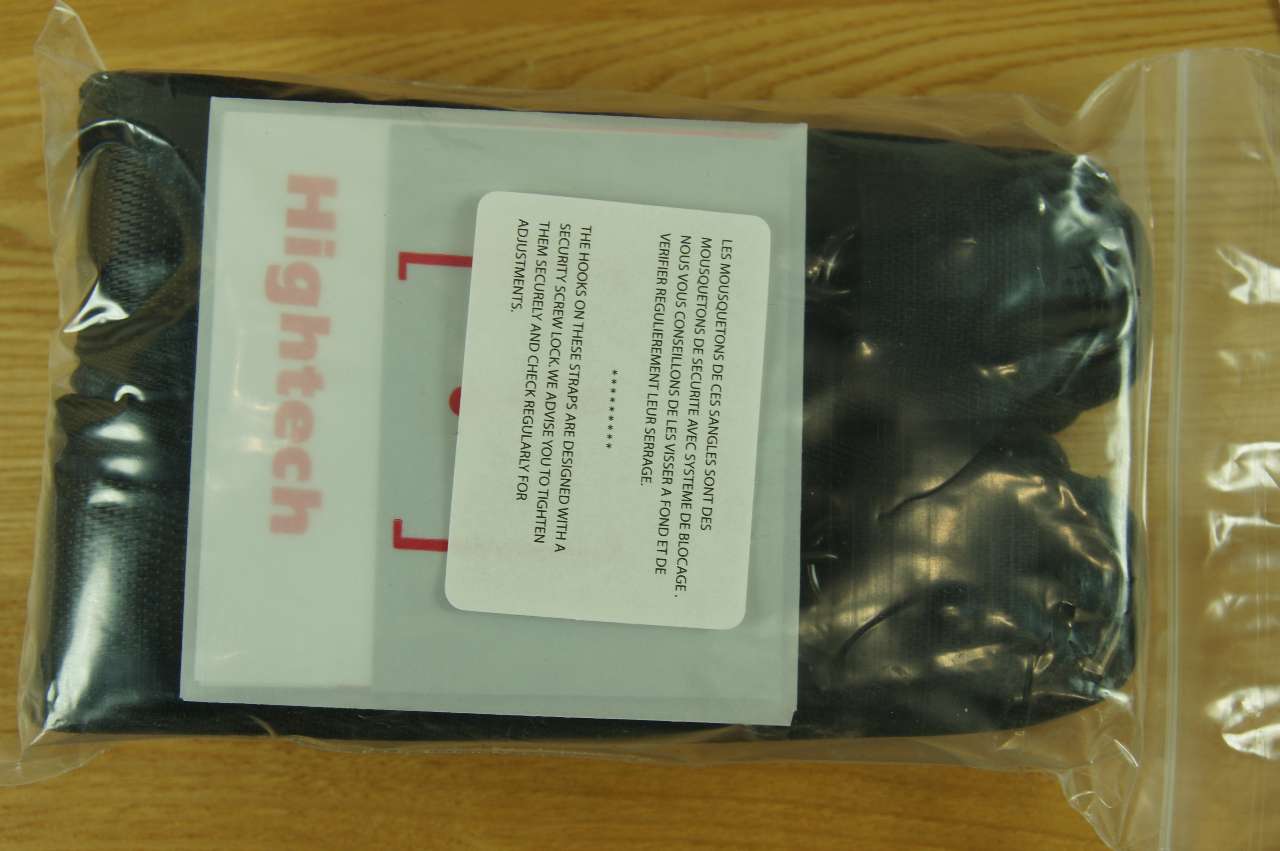 Hightech
[ ]
LES MOUSQUETONS DE CES SANGLES SONT DES
MOUSQUETONS DE SECURITE AVEC SYSTEME DE BLOCAGE .
NOUS VOUS CONSEILLONS DE LES VISSER A FOND ET DE
VERIFIER REGULIEREMENT LEUR SERRAGE.
*********
THE HOOKS ON THESE STRAPS ARE DESIGNED WITH A
SECURITY SCREW LOCK. WE ADVISE YOU TO TIGHTEN
THEM SECURELY AND CHECK REGULARLY FOR
ADJUSTMENTS.